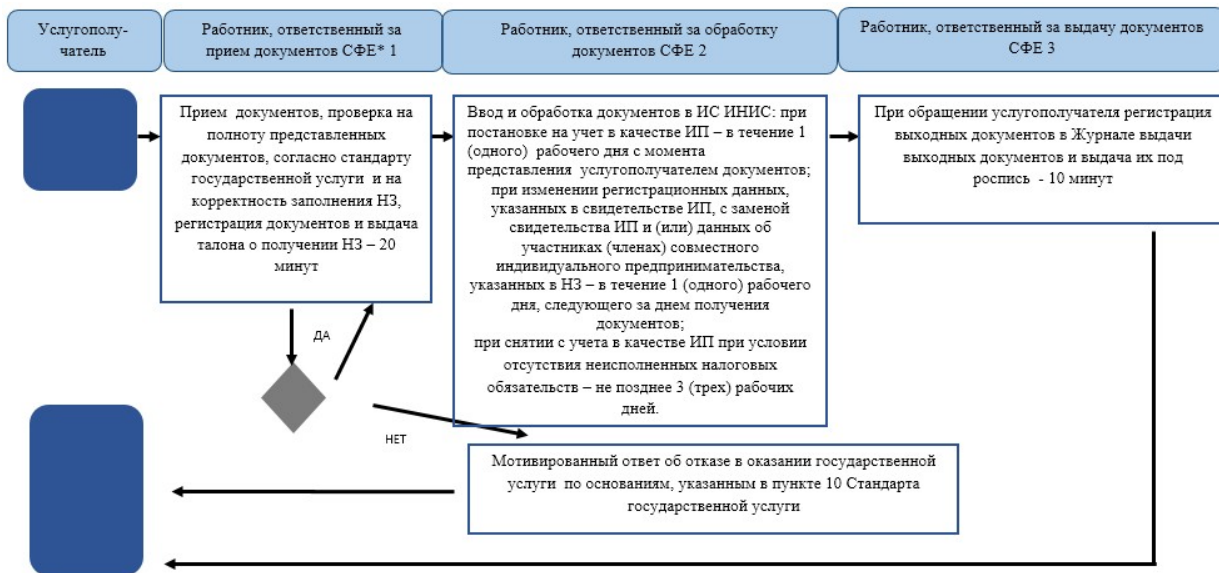 Услугополу-
чатель
Работник, ответственный за
прием документов СФЕ* 1
Работник, ответственный за обработку
документов СФЕ 2
Работник, ответственный за выдачу документов
СФЕ 3
Прием документов, проверка на
полноту представленных
документов, согласно стандарту
государственной услуги и на
корректность заполнения НЗ,
регистрация документов и выдача
талона о получении НЗ – 20
минут
Ввод и обработка документов в ИС ИНИС: при
постановке на учет в качестве ИП – в течение 1
(одного) рабочего дня с момента
представления услугополучателем документов;
при изменении регистрационных данных,
указанных в свидетельстве ИП, с заменой
свидетельства ИП и (или) данных об
участниках (членах) совместного
индивидуального предпринимательства,
указанных в НЗ – в течение 1 (одного) рабочего
дня, следующего за днем получения
документов;
при снятии с учета в качестве ИП при условии
отсутствия неисполненных налоговых
обязательств – не позднее 3 (трех) рабочих
дней.
При обращении услугополучателя регистрация
выходных документов в Журнале выдачи
выходных документов и выдача их под
роспись - 10 минут
ДА
НЕТ
Мотивированный ответ об отказе в оказании государственной
услуги по основаниям, указанным в пункте 10 Стандарта
государственной услуги